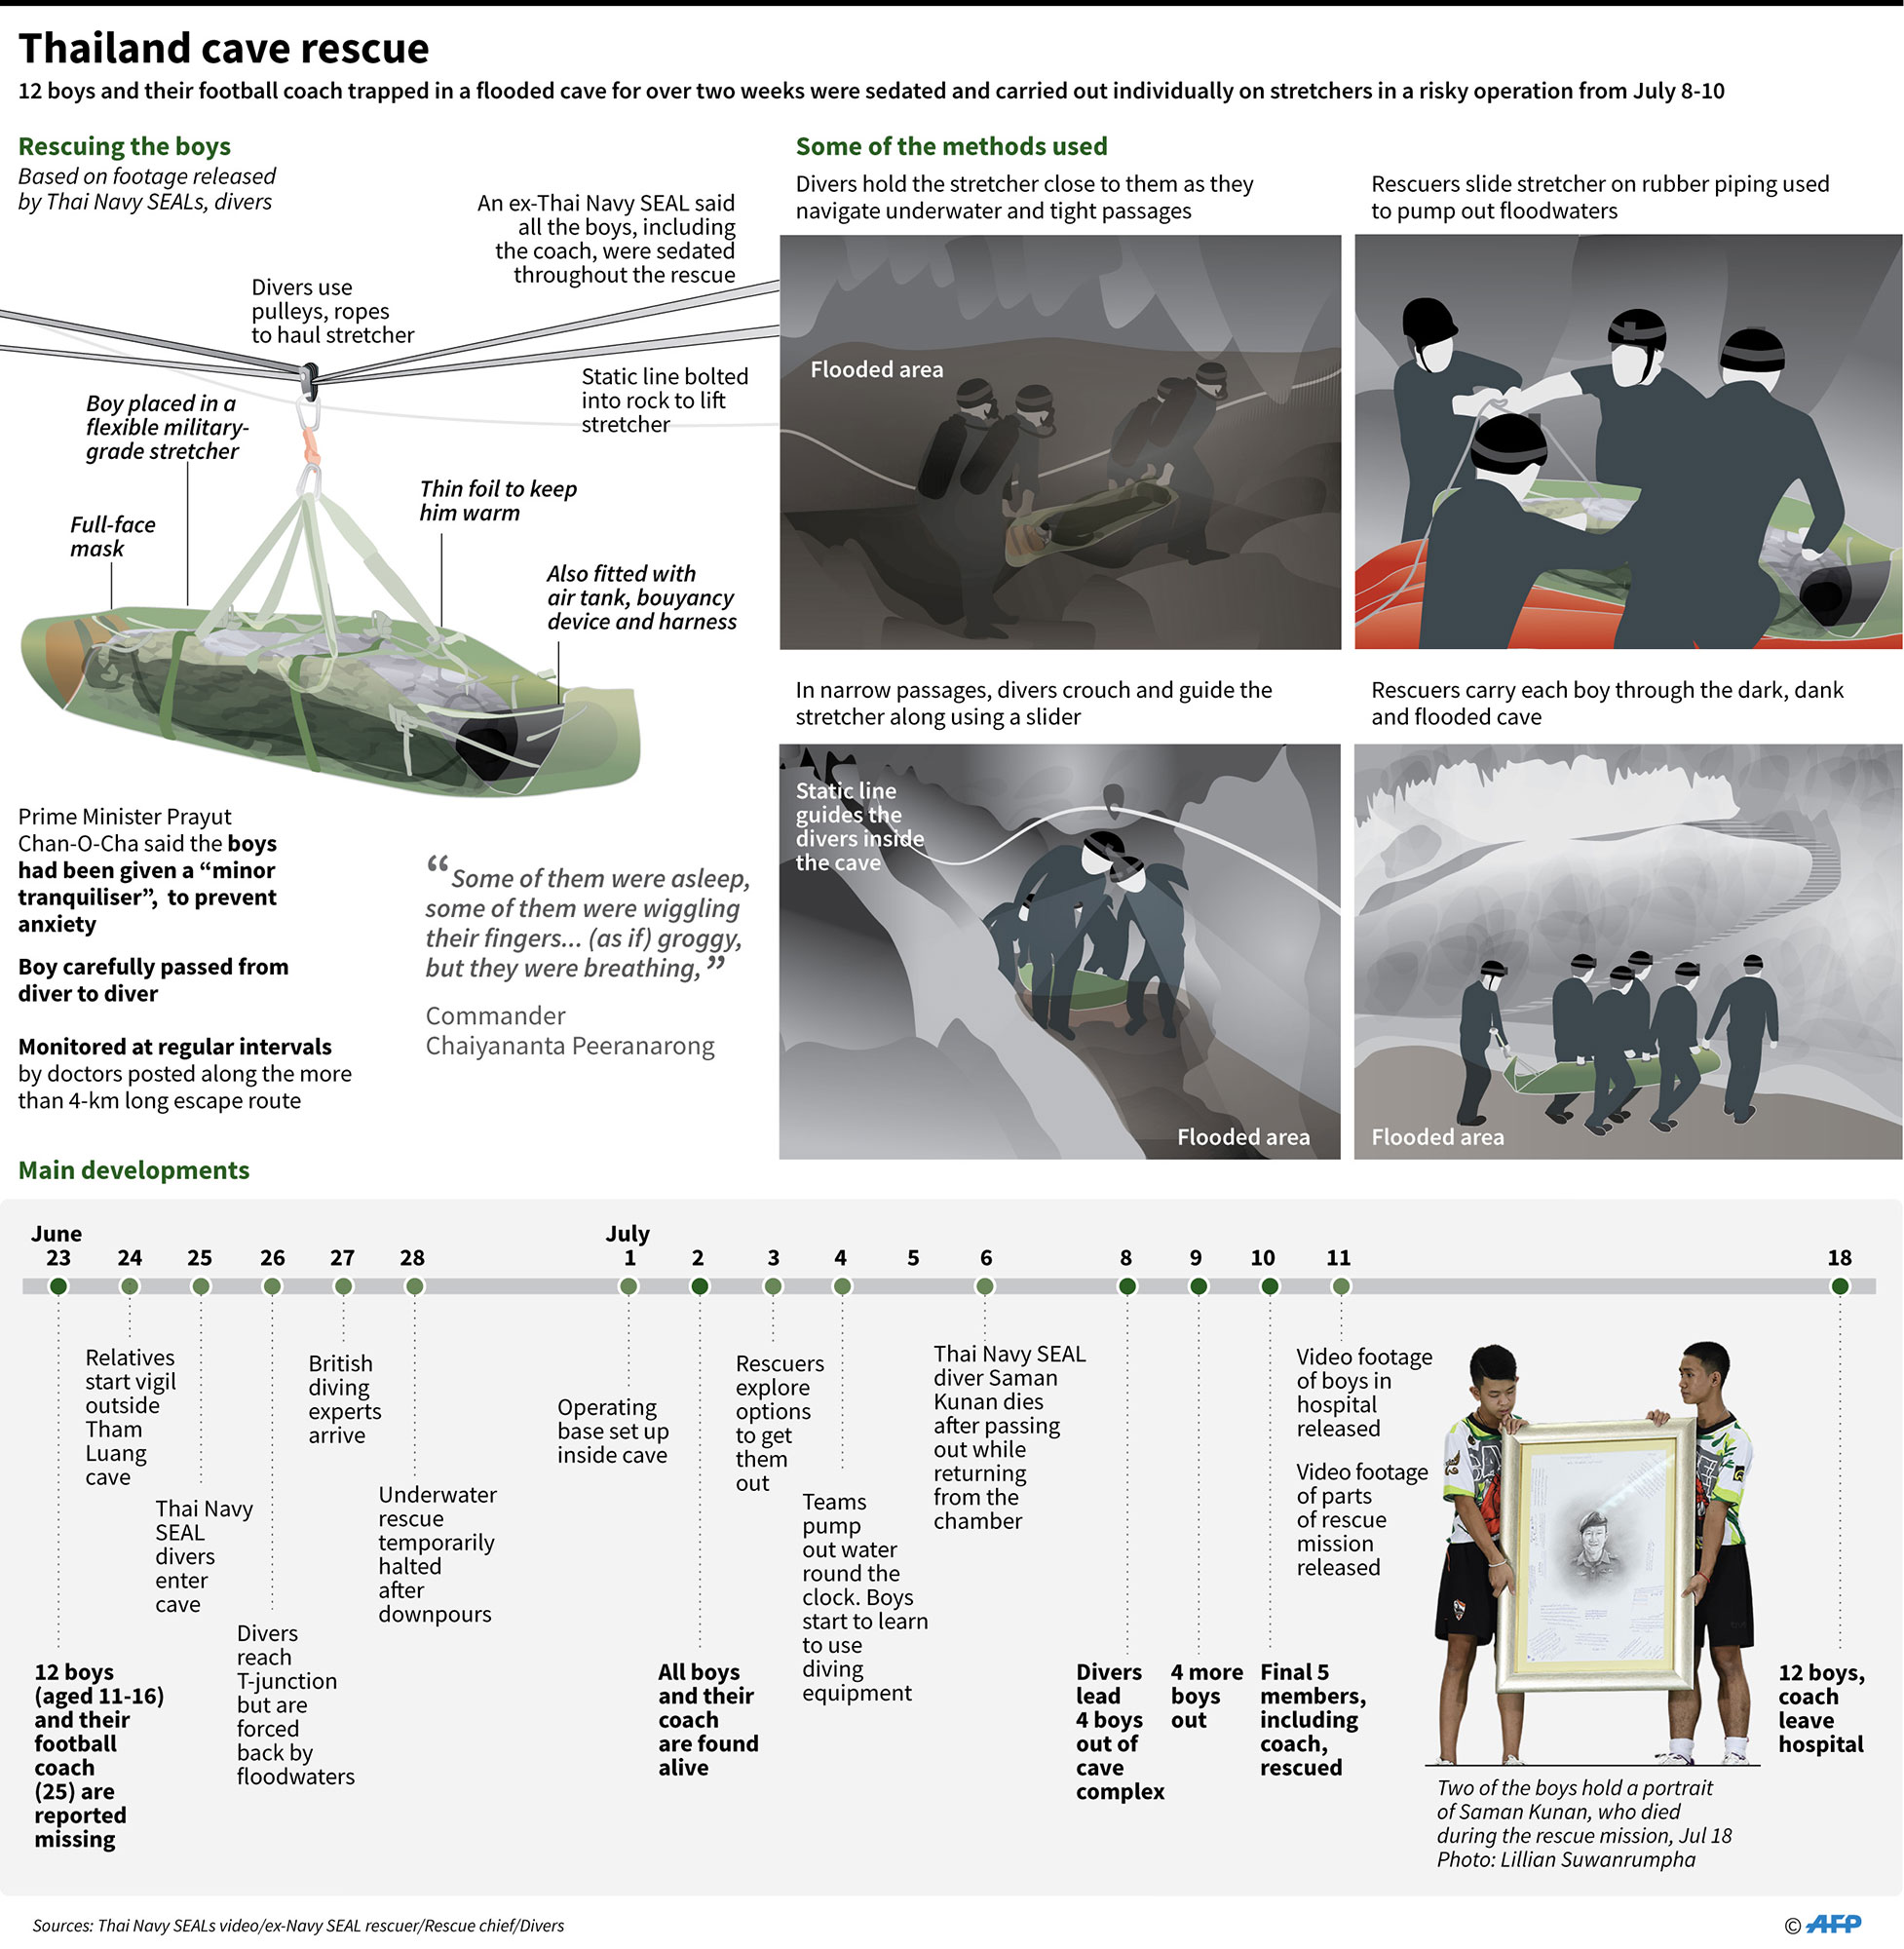 Thailand cave rescue
12 boys and their football coach trapped in a flooded cave for over two weeks were sedated and carried out individually on stretchers in a risky operation from July 8-10
Rescuing the boys
Based on footage released
by Thai Navy SEALs, divers
An ex-Thai Navy SEAL said
all the boys, including
the coach, were sedated
throughout the rescue
Divers use
pulleys, ropes
to haul stretcher
Static line bolted
into rock to lift
stretcher
Boy placed in a
flexible military-
grade stretcher
Thin foil to keep
him warm
Full-face
mask
Also fitted with
air tank, bouyancy
device and harness
Prime Minister Prayut
Chan-O-Cha said the boys
had been given a “minor
tranquiliser”, to prevent
anxiety
Boy carefully passed from
diver to diver
Monitored at regular intervals
by doctors posted along the more
than 4-km long escape route
“Some of them were asleep,
some of them were wiggling
their fingers... (as if) groggy,
but they were breathing,”
Commander
Chaiyananta Peeranarong
Some of the methods used
Divers hold the stretcher close to them as they
navigate underwater and tight passages
Flooded area
Rescuers slide stretcher on rubber piping used
to pump out floodwaters
In narrow passages, divers crouch and guide the
stretcher along using a slider
Static line
guides the
divers inside
the cave
Flooded area
Rescuers carry each boy through the dark, dank
and flooded cave
Flooded area
Main developments
June
23
12 boys
(aged 11-16)
and their
football
coach
(25) are
reported
missing
24
Relatives
start vigil
outside
Tham
Luang
cave
25
Thai Navy
SEAL
divers
enter
cave
26
Divers
reach
T-junction
but are
forced
back by
floodwaters
27
British
diving
experts
arrive
28
Underwater
rescue
temporarily
halted
after
downpours
July
1
Operating
base set up
inside cave
2
All boys
and their
coach
are found
alive
3
Rescuers
explore
options
to get
them
out
4
Teams
pump
out water
round the
clock. Boys
start to learn
to use
diving
equipment
5
6
Thai Navy SEAL
diver Saman
Kunan dies
after passing
out while
returning
from the
chamber
8
Divers
lead
4 boys
out of
cave
complex
9
4 more
boys
out
10
Final 5
members,
including
coach,
rescued
11
Video footage
of boys in
hospital
released
Video footage
of parts
of rescue
mission
released
18
12 boys,
coach
leave
hospital
Two of the boys hold a portrait
of Saman Kunan, who died
during the rescue mission, Jul 18
Photo: Lillian Suwanrumpha
Sources: Thai Navy SEALs video/ex-Navy SEAL rescuer/Rescue chief/Divers
© AFP